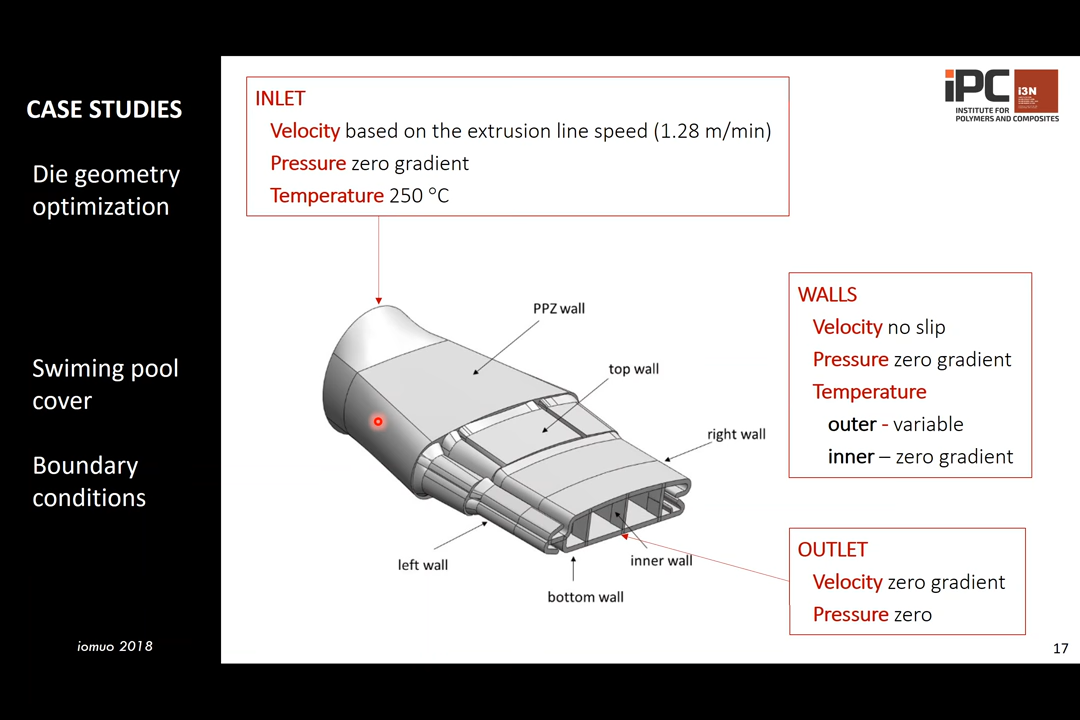 CASE STUDIES
Die geometry
optimization
Swiming pool
cover
Boundary
conditions
iomuo 2018
INLET
Velocity based on the extrusion line speed (1.28 m/min)
Pressure zero gradient
Temperature 250 °C
iPC
i3N
INSTITUTE FOR
POLYMERS AND COMPOSITES
PPZ wall
top wall
right wall
left wall
inner wall
bottom wall
WALLS
Velocity no slip
Pressure zero gradient
Temperature
outer - variable
inner – zero gradient
OUTLET
Velocity zero gradient
Pressure zero
17